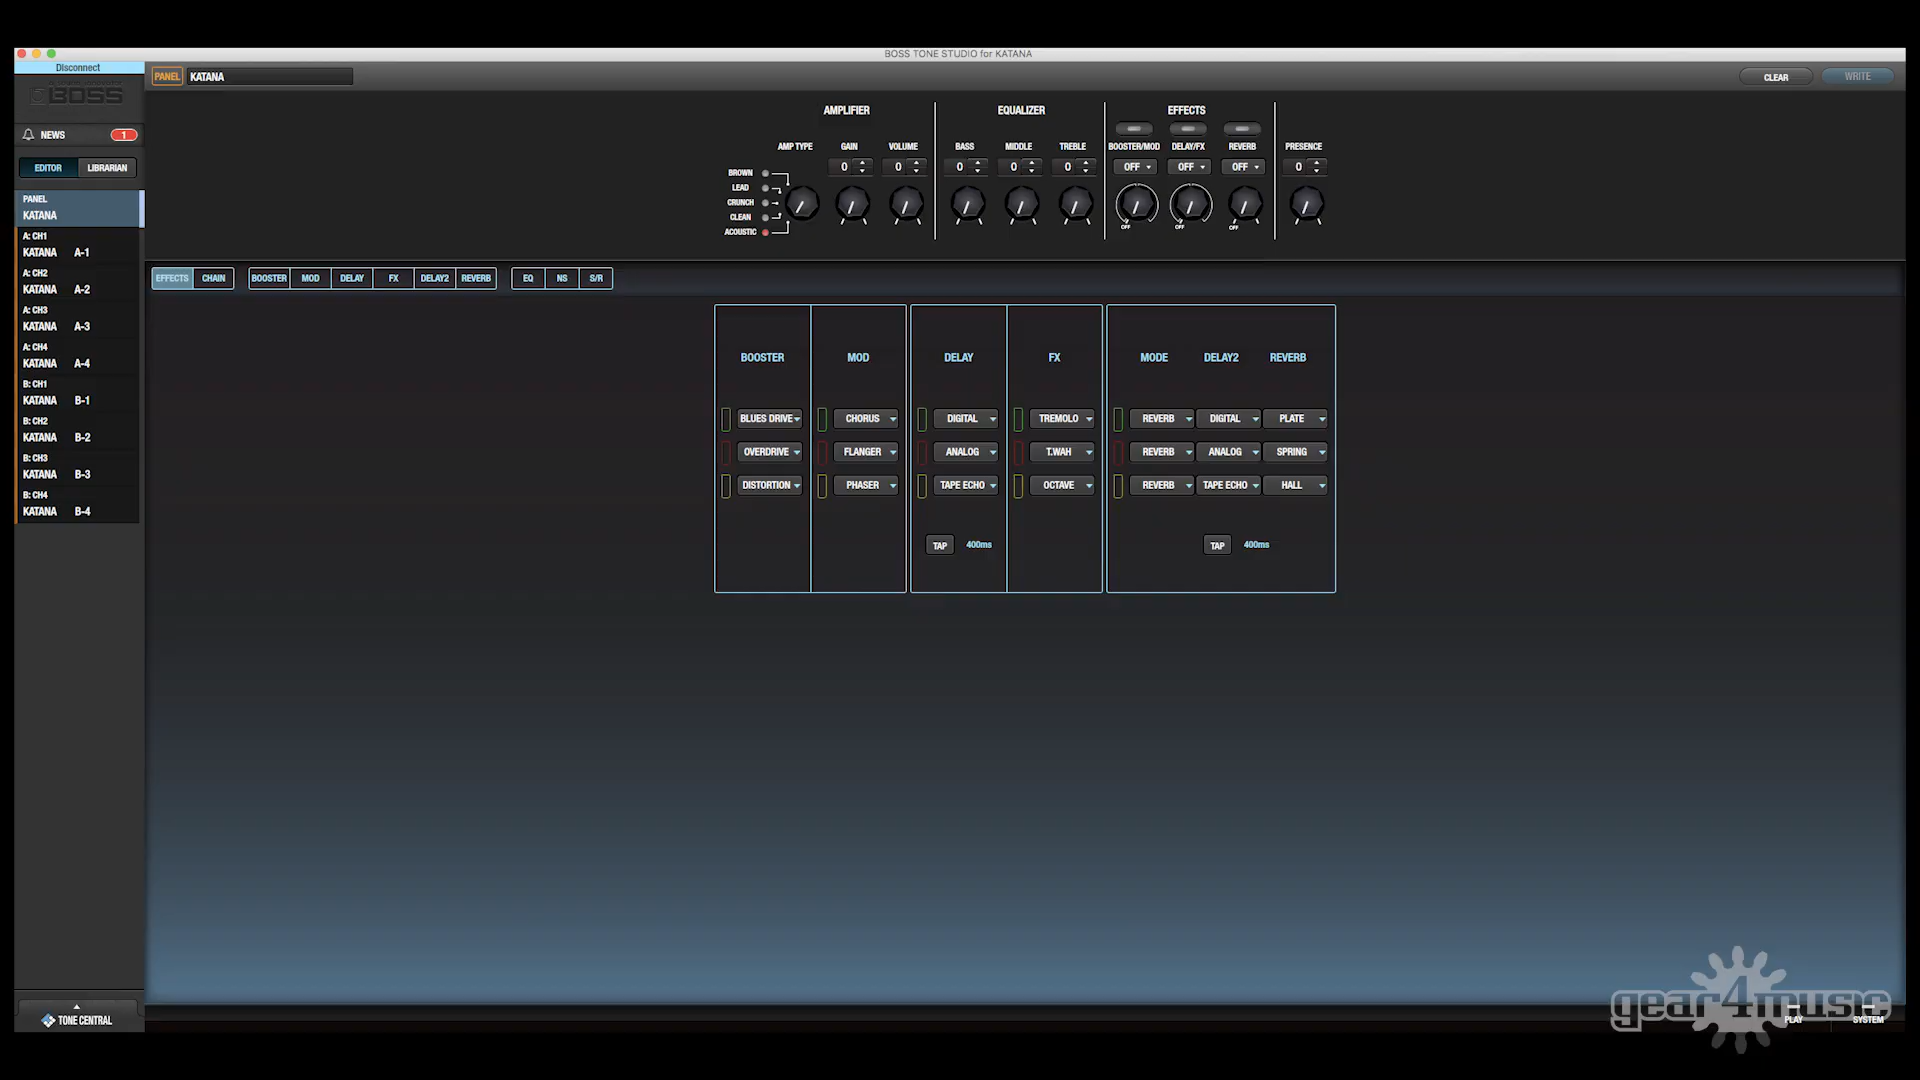 BOSS TONE STUDIO for KATANA
Disconnect
BOSS
PANEL KATANA
CLEAR WRITE
NEWS 1
EDITOR LIBRARIAN
PANEL
KATANA
A: CH1
KATANA A-1
A: CH2
KATANA A-2
A: CH3
KATANA A-3
A: CH4
KATANA A-4
B: CH1
KATANA B-1
B: CH2
KATANA B-2
B: CH3
KATANA B-3
B: CH4
KATANA B-4
TONE CENTRAL
AMPLIFIER EQUALIZER EFFECTS
AMP TYPE GAIN VOLUME BASS MIDDLE TREBLE BOOSTER/MOD DELAY/FX REVERB PRESENCE
0 0 0 0 0 OFF OFF OFF 0
BROWN
LEAD
CRUNCH
CLEAN
ACOUSTIC
OFF OFF OFF
EFFECTS CHAIN BOOSTER MOD DELAY FX DELAY2 REVERB EQ NS S/R
BOOSTER MOD DELAY FX MODE DELAY2 REVERB
BLUES DRIVE CHORUS DIGITAL TREMOLO REVERB DIGITAL PLATE
OVERDRIVE FLANGER ANALOG T.WAH REVERB ANALOG SPRING
DISTORTION PHASER TAPE ECHO OCTAVE REVERB TAPE ECHO HALL
TAP 400ms TAP 400ms
gear4music
PLAY SYSTEM